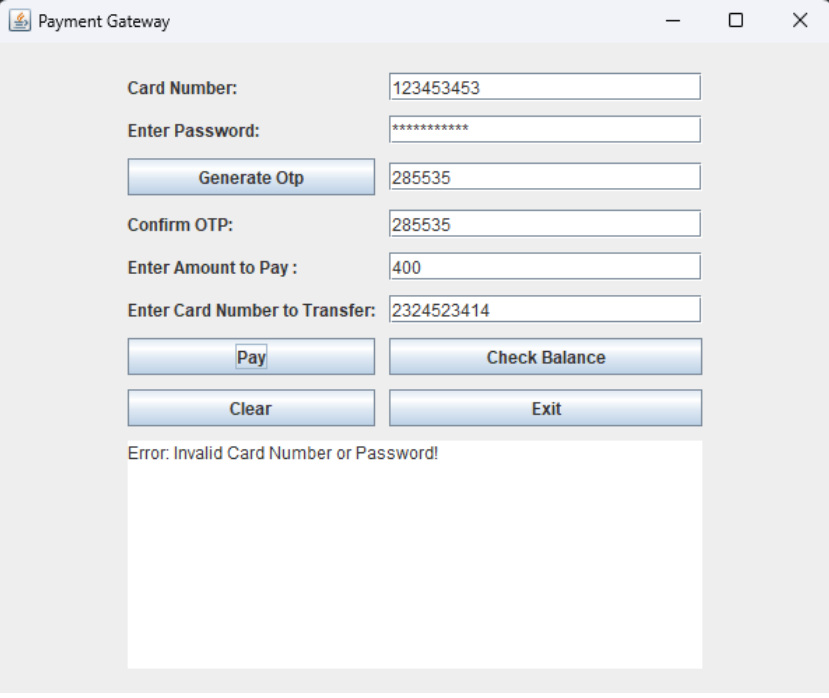 Payment Gateway
Card Number: 123453453
Enter Password: ***********
Generate Otp 285535
Confirm OTP: 285535
Enter Amount to Pay : 400
Enter Card Number to Transfer: 2324523414
Pay Check Balance
Clear Exit
Error: Invalid Card Number or Password!